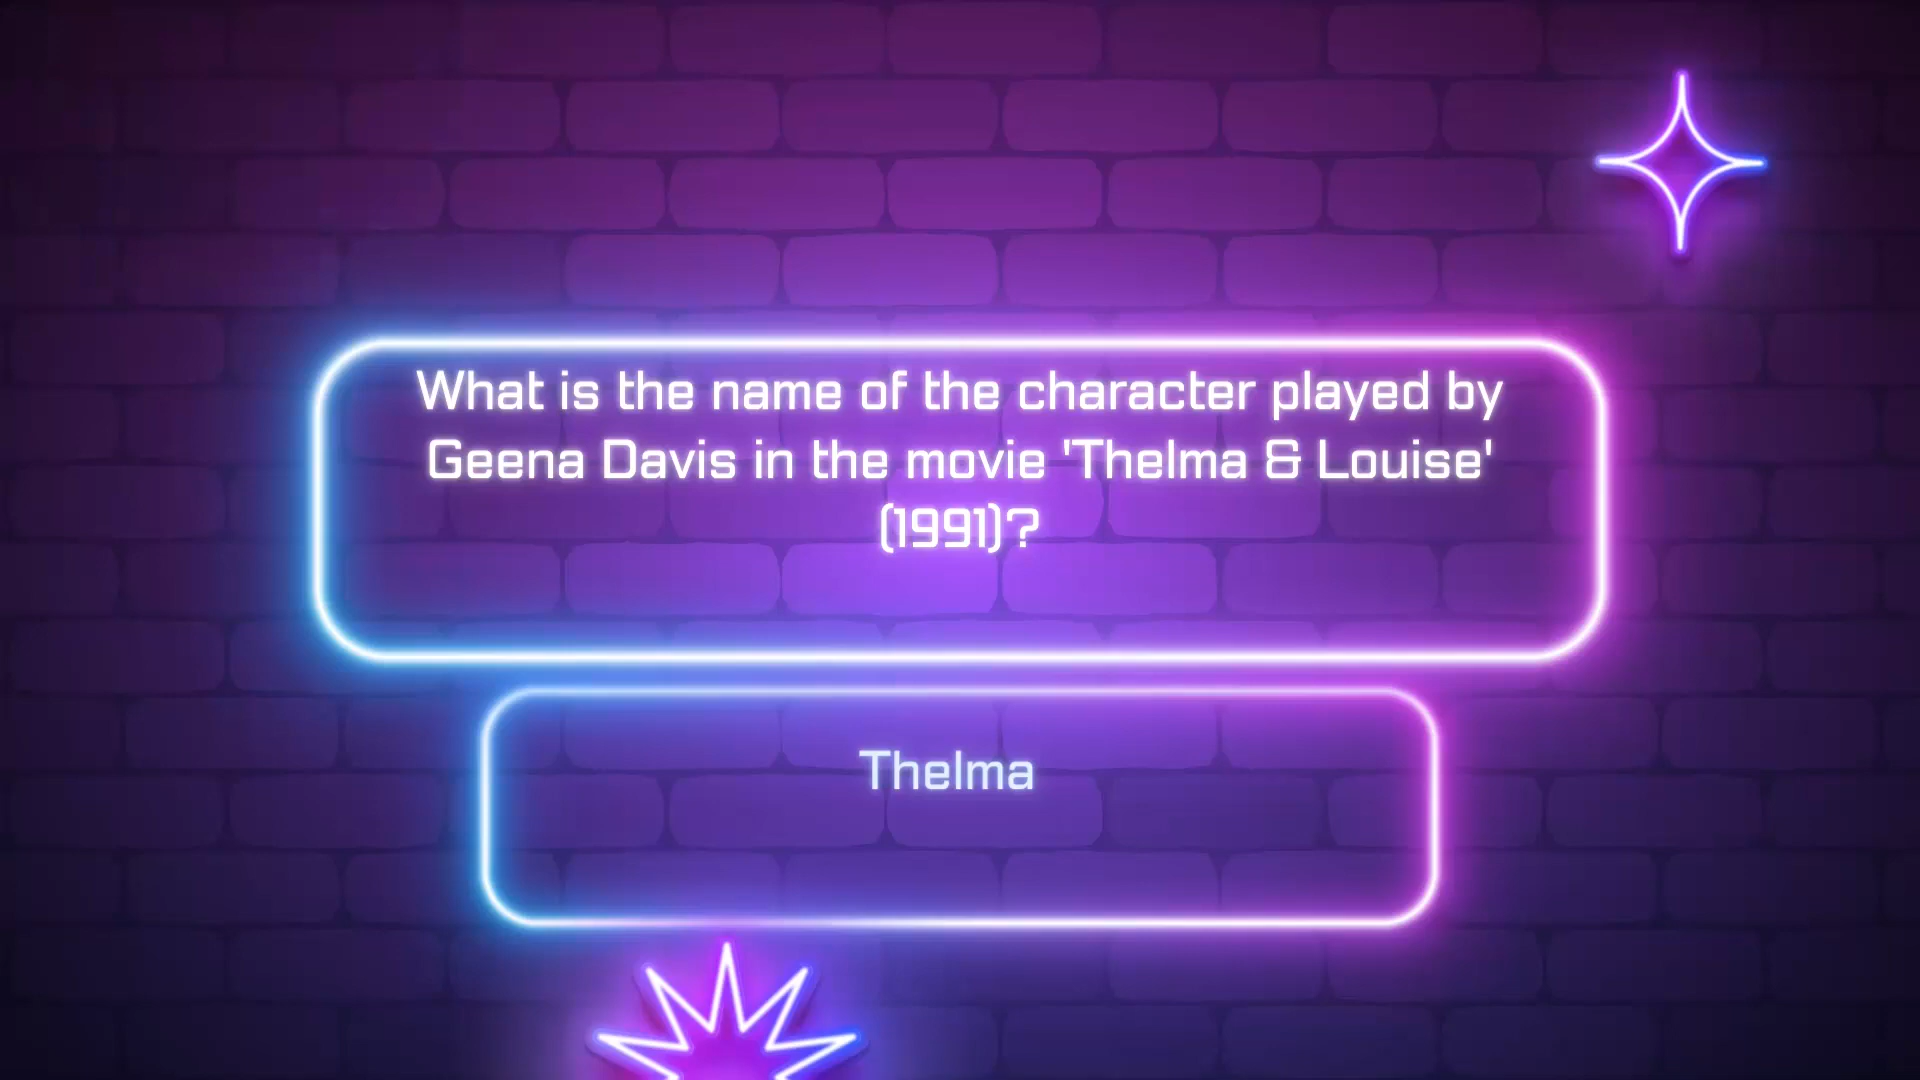 What is the name of the character played by
Geena Davis in the movie 'Thelma & Louise'
(1991)?
Thelma